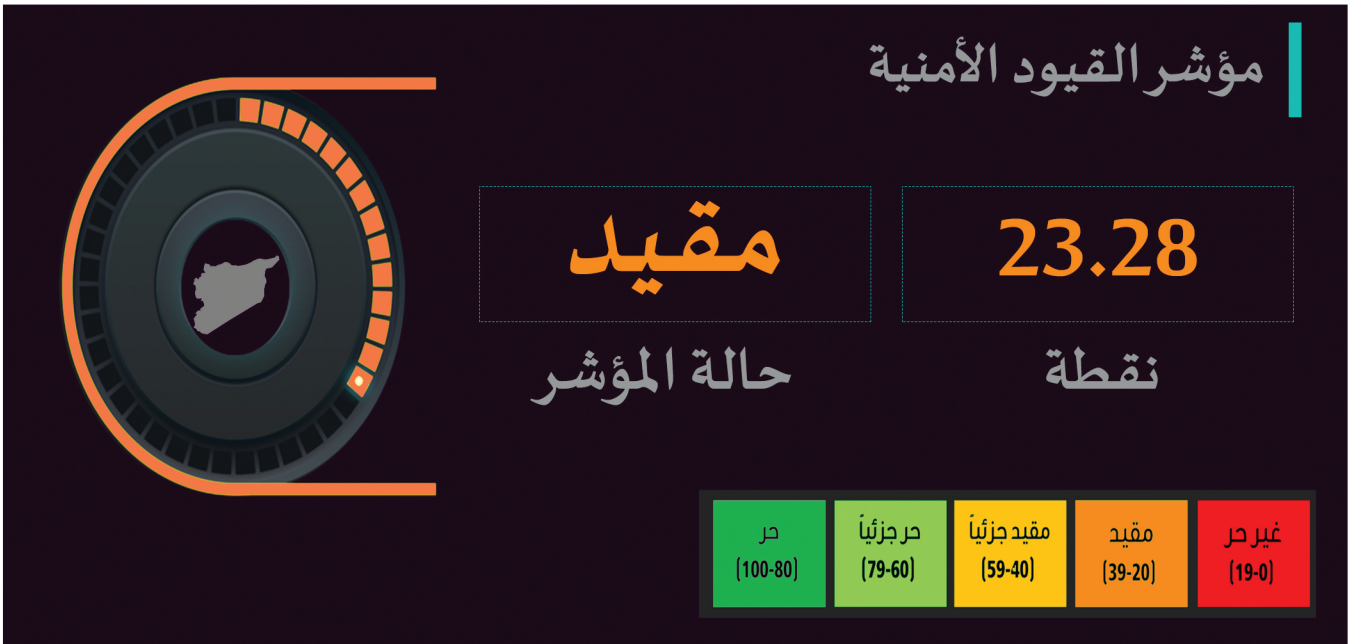 مؤشر القيود الأمنية
23.28
نقطة
مقيد
حالة المؤشر
غير حر
(19-0)
مقيد
(39-20)
مقيد جزئياً
(59-40)
حر جزئياً
(79-60)
حر
(100-80)